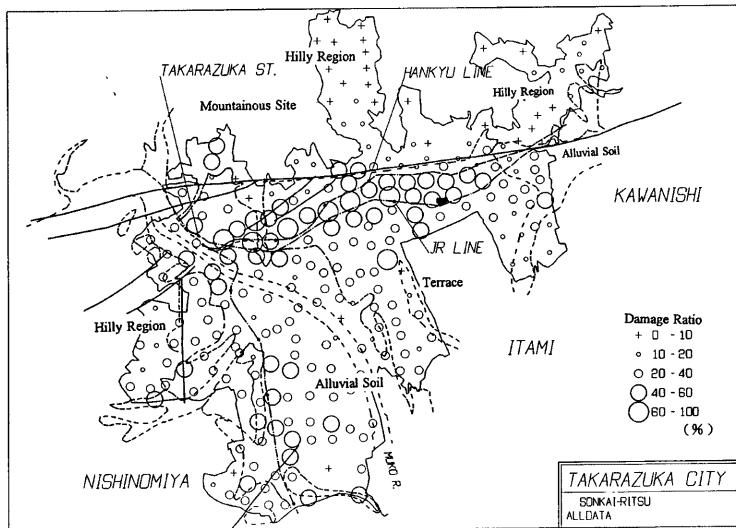 Hilly Region
TAKARAZUKA ST.
HANKYU LINE
Hilly Region
Mountainous Site
Alluvial Soil
KAWANISHI
JR LINE
Terrace
Hilly Region
ITAMI
Damage Ratio
+ 0 - 10
10 - 20
20 - 40
40 - 60
60 - 100
(%)
Alluvial Soil
MUKO R.
NISHINOMIYA
TAKARAZUKA CITY
SONKAI-RITSU
ALLDATA